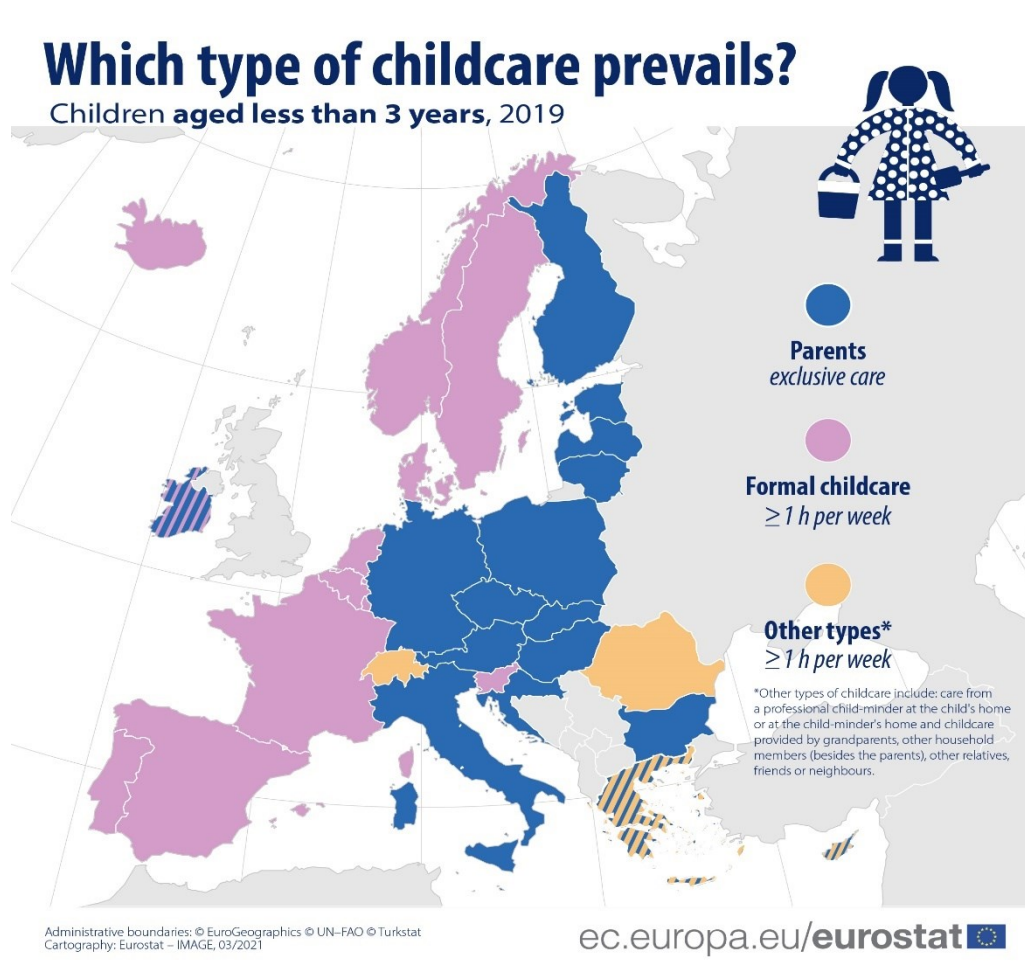 Which type of childcare prevails?
Children aged less than 3 years, 2019
Parents
exclusive care
Formal childcare
≥ 1 h per week
Other types*
≥ 1 h per week
*Other types of childcare include: care from
a professional child-minder at the child's home
or at the child-minder's home and childcare
provided by grandparents, other household
members (besides the parents), other relatives,
friends or neighbours.
Administrative boundaries: © EuroGeographics © UN–FAO © Turkstat
Cartography: Eurostat – IMAGE, 03/2021
ec.europa.eu/eurostat